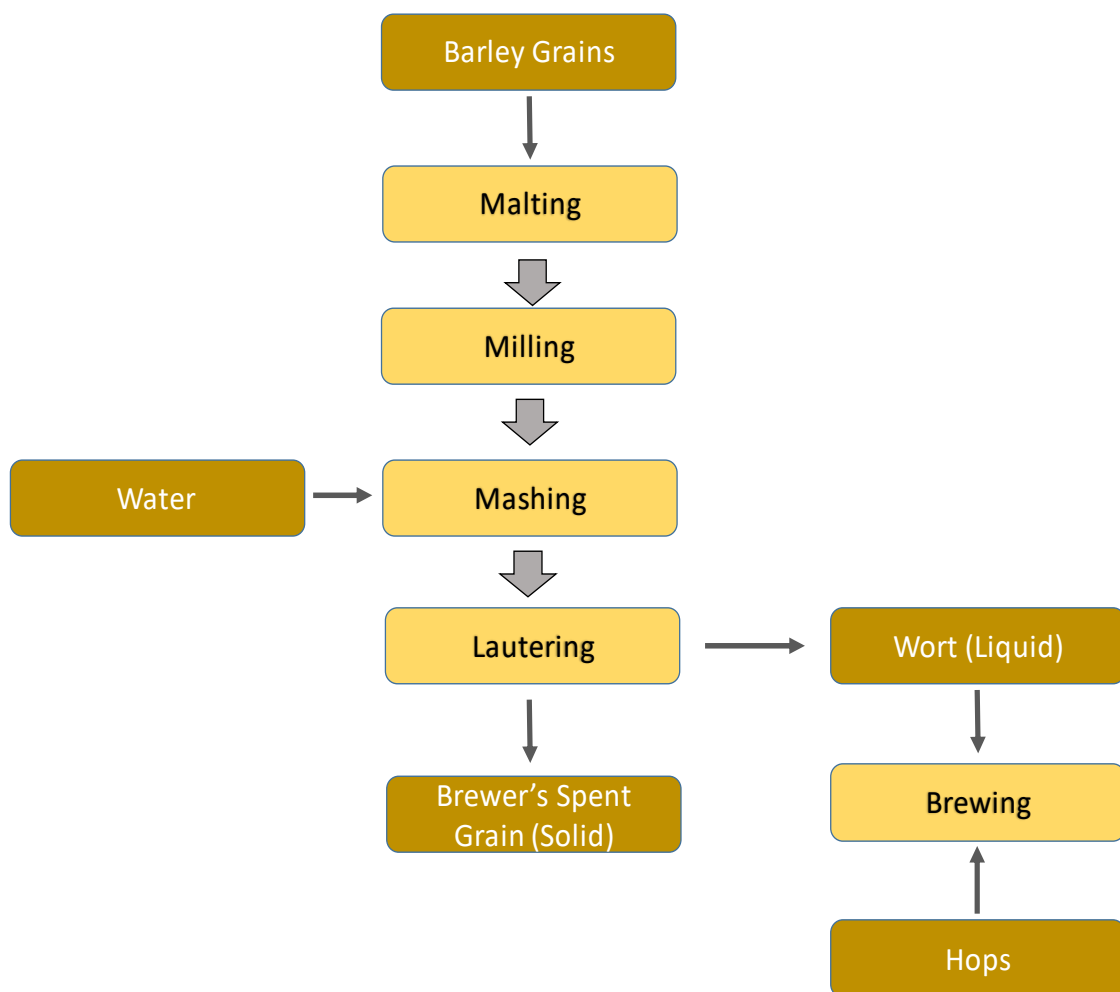 Barley Grains
Malting
Milling
Water
Mashing
Lautering
Wort (Liquid)
Brewer’s Spent
Grain (Solid)
Brewing
Hops